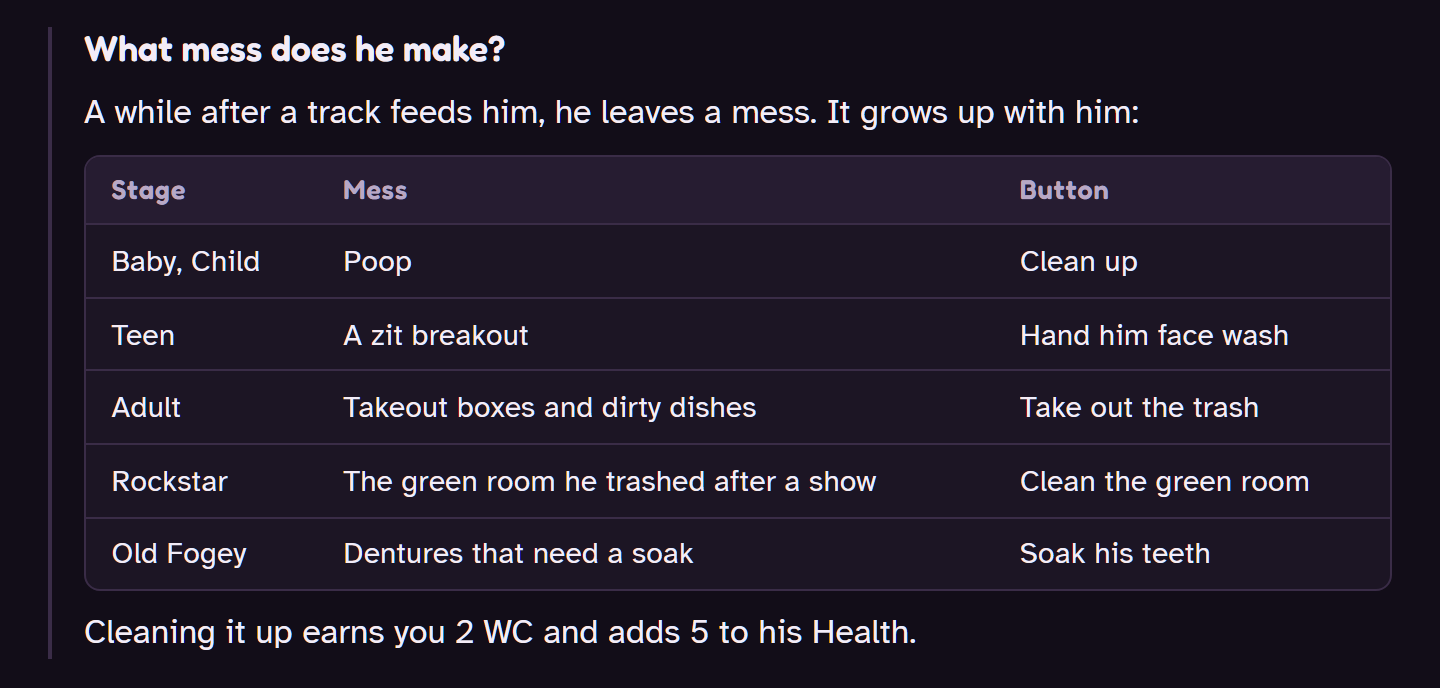 What mess does he make?
A while after a track feeds him, he leaves a mess. It grows up with him:
Stage Mess Button
Baby, Child Poop Clean up
Teen A zit breakout Hand him face wash
Adult Takeout boxes and dirty dishes Take out the trash
Rockstar The green room he trashed after a show Clean the green room
Old Fogey Dentures that need a soak Soak his teeth
Cleaning it up earns you 2 WC and adds 5 to his Health.